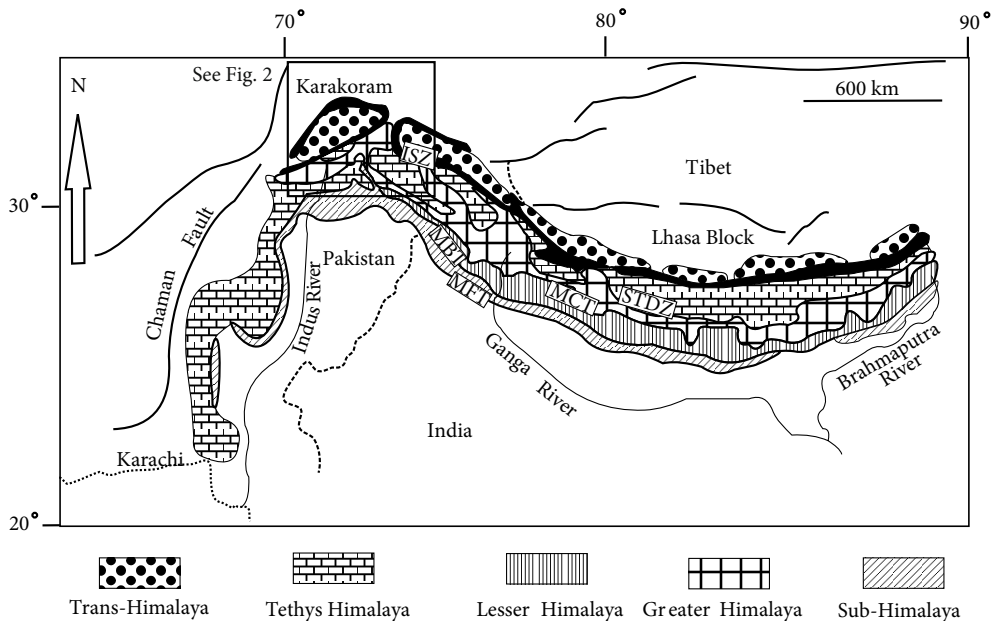 70°
80°
90°
See Fig. 2
N
Karakoram
600 km
ISZ
Tibet
30°
Chaman Fault
Lhasa Block
Pakistan
MBT
MFT
MCT
STDZ
Indus River
Ganga River
Brahmaputra
River
India
Karachi
20°
Trans-Himalaya
Tethys Himalaya
Lesser Himalaya
Greater Himalaya
Sub-Himalaya